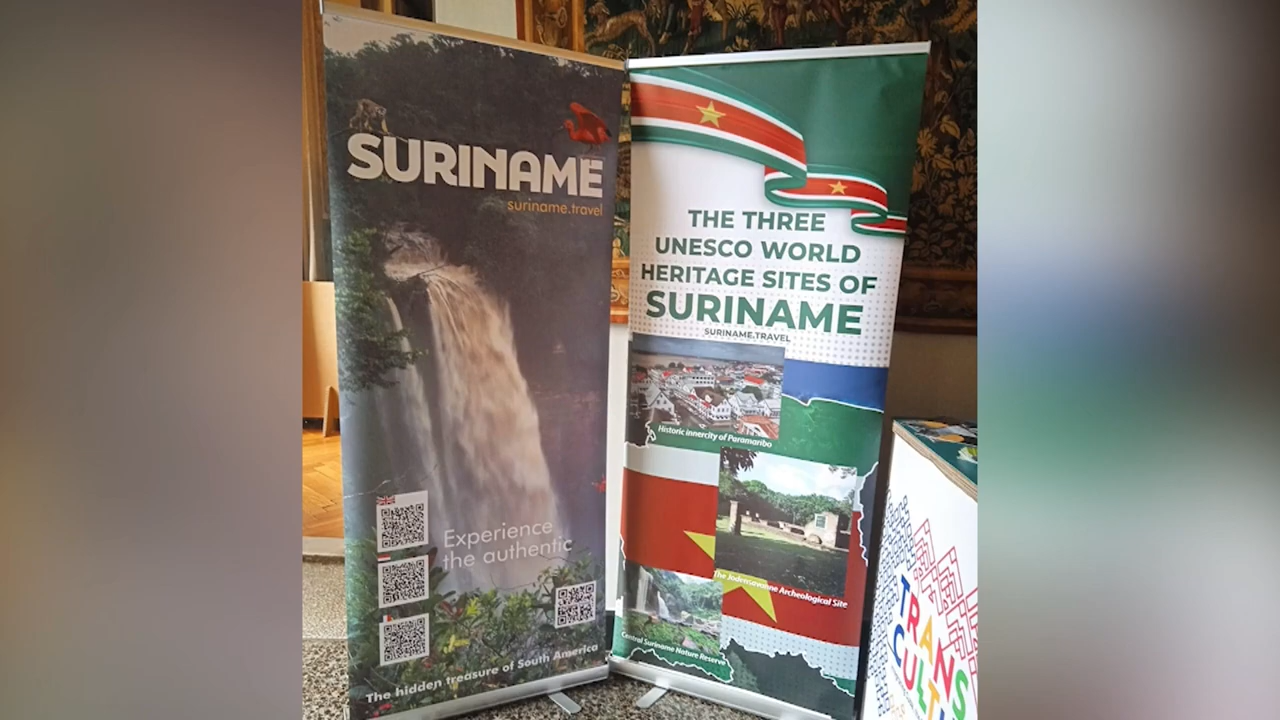 SURINAME
suriname.travel
Experience
the authentic
The hidden treasure of South America
THE THREE
UNESCO WORLD
HERITAGE SITES OF
SURINAME
SURINAME.TRAVEL
Historic innercity of Paramaribo
The Jodensavanne Archeological Site
Central Suriname Nature Reserve
TRANS
CULT